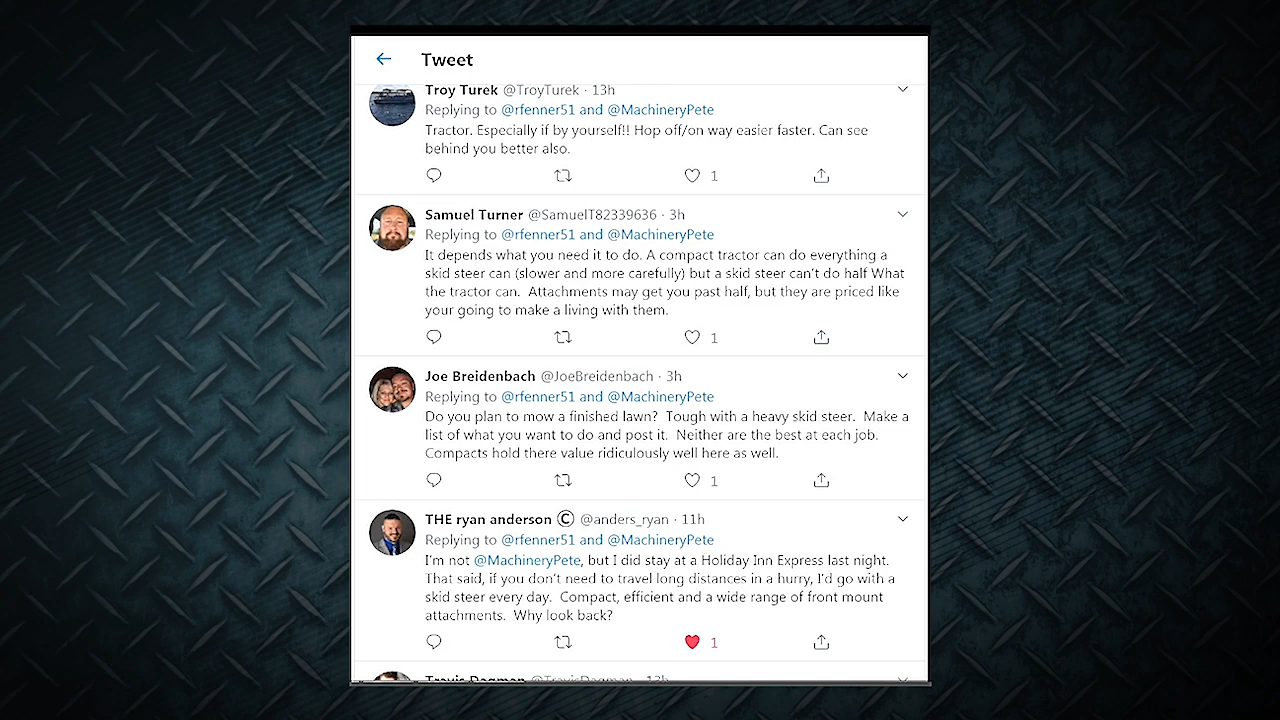 Tweet
Troy Turek @TroyTurek · 13h
Replying to @rfenner51 and @MachineryPete
Tractor. Especially if by yourself!! Hop off/on way easier faster. Can see
behind you better also.
1
Samuel Turner @SamuelT82339636 · 3h
Replying to @rfenner51 and @MachineryPete
It depends what you need it to do. A compact tractor can do everything a
skid steer can (slower and more carefully) but a skid steer can't do half What
the tractor can.  Attachments may get you past half, but they are priced like
your going to make a living with them.
1
Joe Breidenbach @JoeBreidenbach · 3h
Replying to @rfenner51 and @MachineryPete
Do you plan to mow a finished lawn?  Tough with a heavy skid steer.  Make a
list of what you want to do and post it.  Neither are the best at each job.
Compacts hold there value ridiculously well here as well.
1
THE ryan anderson © @anders_ryan · 11h
Replying to @rfenner51 and @MachineryPete
I'm not @MachineryPete, but I did stay at a Holiday Inn Express last night.
That said, if you don't need to travel long distances in a hurry, I'd go with a
skid steer every day.  Compact, efficient and a wide range of front mount
attachments.  Why look back?
1
Travis Dagman @TravisDagman · 13h